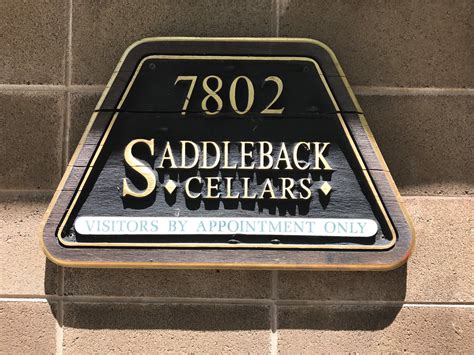 7802
SADDLEBACK
CELLARS
VISITORS BY APPOINTMENT ONLY